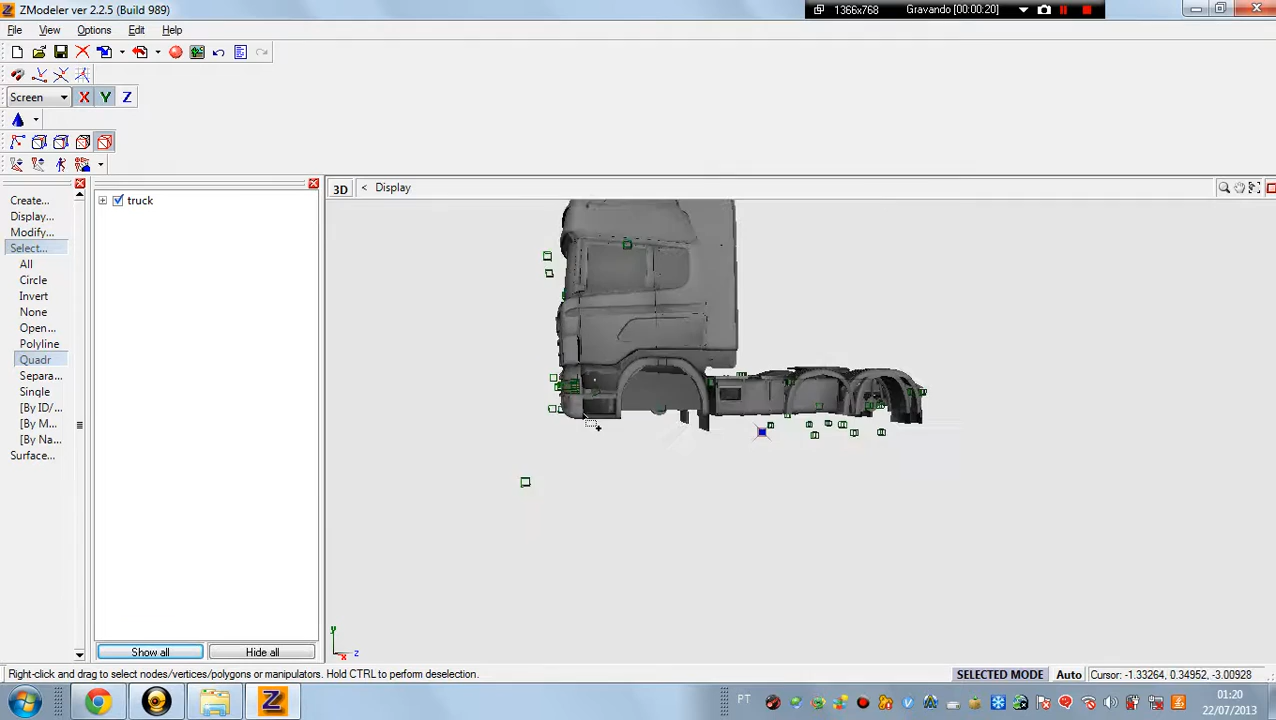 ZModeler ver 2.2.5 (Build 989)
1366x768
Gravando [00:00:20]
File View Options Edit Help
Screen X Y Z
Create...
Display...
Modify...
Select...
All
Circle
Invert
None
Open...
Polyline
Quadr
Separa...
Single
[By ID/...
[By M...
[By N...
Surface...
truck
Show all
Hide all
3D < Display
y
x z
Right-click and drag to select nodes/vertices/polygons or manipulators. Hold CTRL to perform deselection.
SELECTED MODE Auto Cursor: -1.33264, 0.34952, -3.00928
PT
01:20
22/07/2013